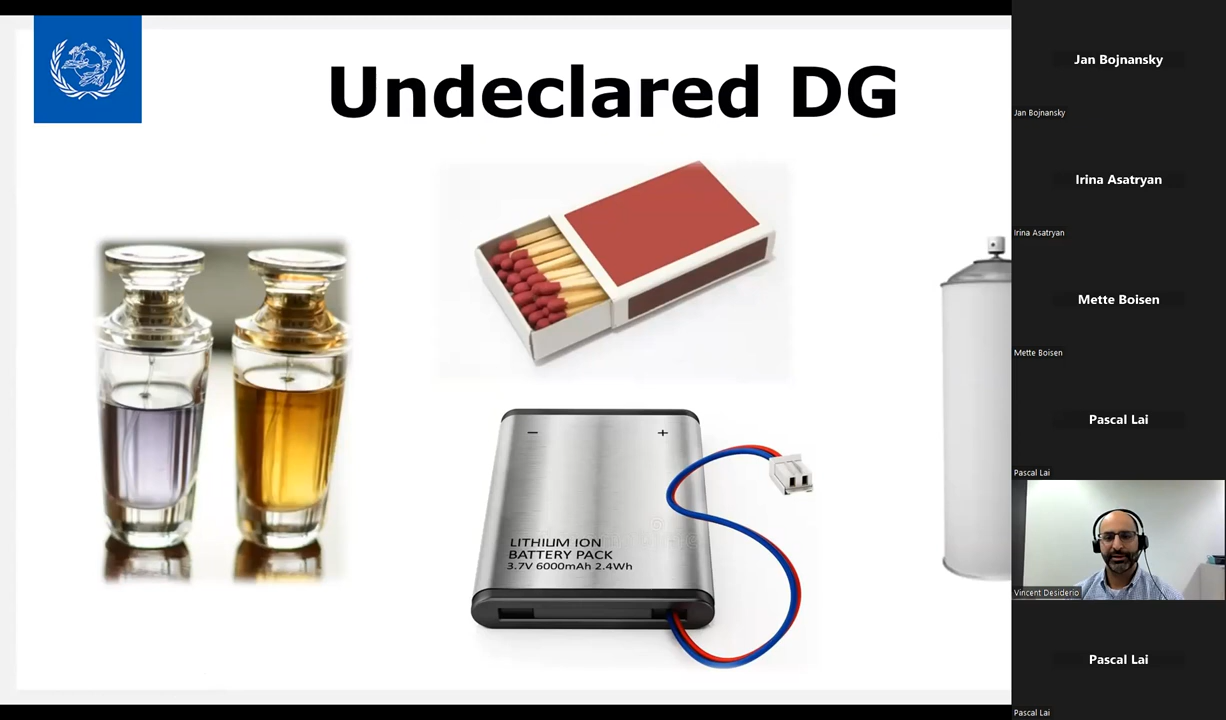 Undeclared DG
− +
LITHIUM ION
BATTERY PACK
3.7V 6000mAh 2.4Wh
Jan Bojnansky
Jan Bojnansky
Irina Asatryan
Irina Asatryan
Mette Boisen
Mette Boisen
Pascal Lai
Pascal Lai
Vincent Desiderio
Pascal Lai
Pascal Lai